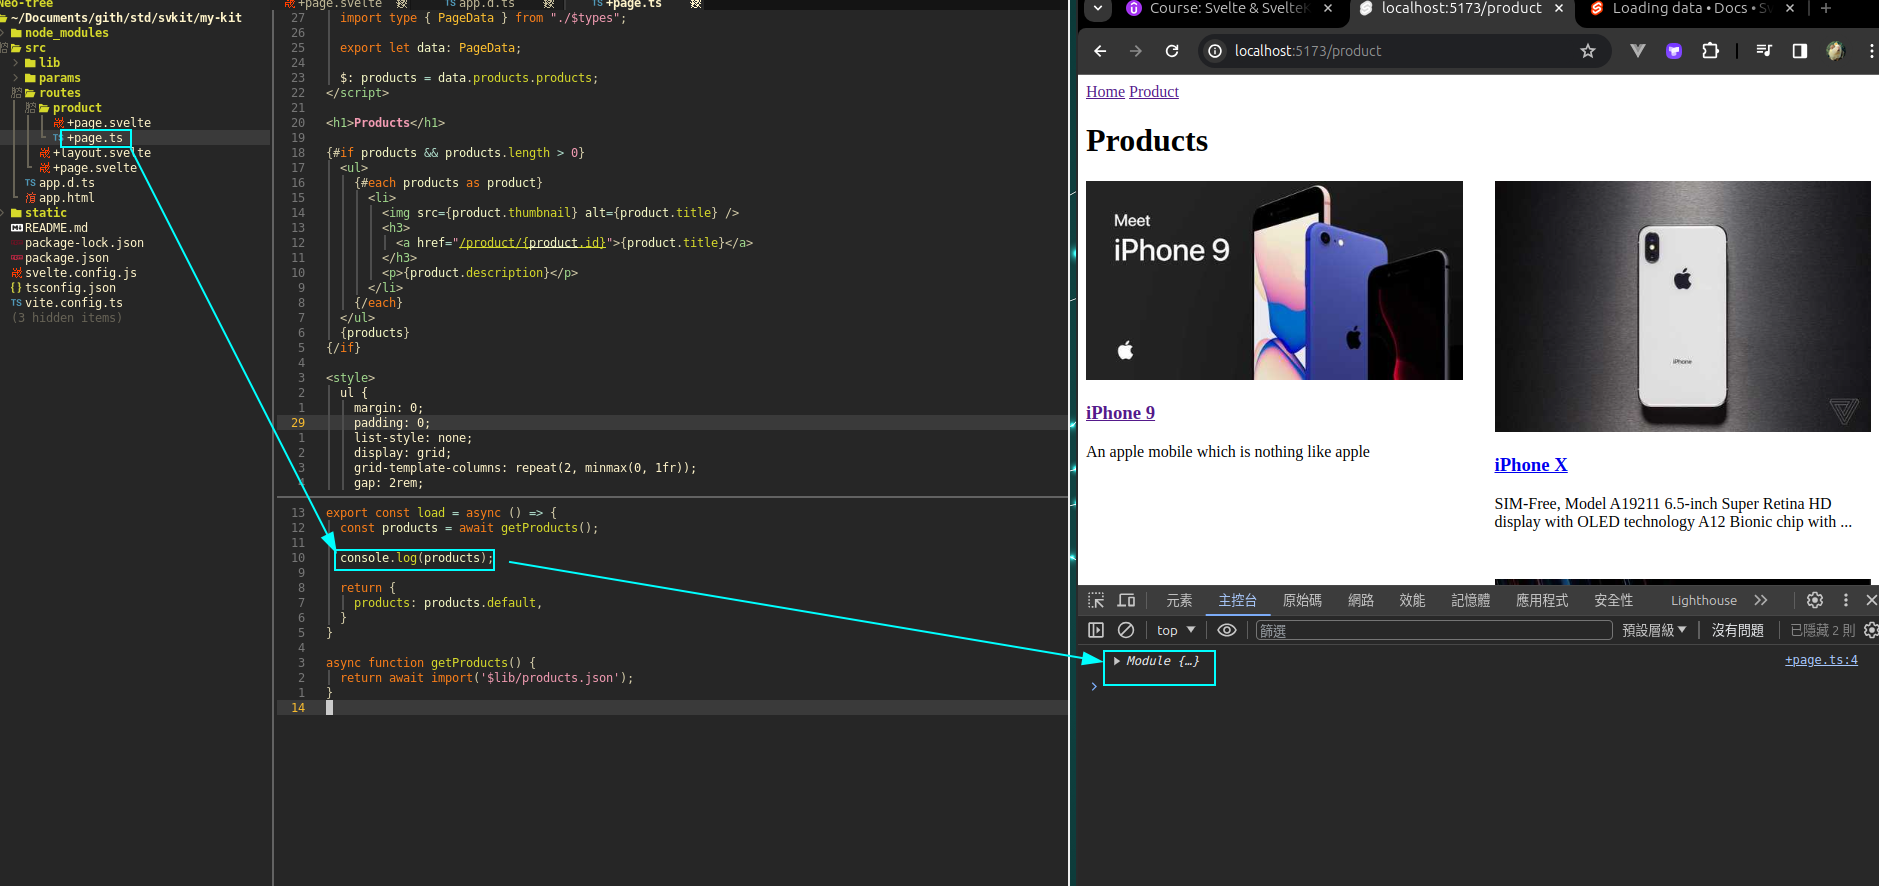 Neo-tree
~/Documents/gith/std/svkit/my-kit
node_modules
src
lib
params
routes
product
+page.svelte
+page.ts
+layout.svelte
+page.svelte
TS app.d.ts
app.html
static
README.md
package-lock.json
package.json
svelte.config.js
{} tsconfig.json
TS vite.config.ts
(3 hidden items)
+page.svelte
TS app.d.ts
TS +page.ts
27 import type { PageData } from "./$types";
26
25 export let data: PageData;
24
23 $: products = data.products.products;
22 </script>
21
20 <h1>Products</h1>
19
18 {#if products && products.length > 0}
17 <ul>
16 {#each products as product}
15 <li>
14 <img src={product.thumbnail} alt={product.title} />
13 <h3>
12 <a href="/product/{product.id}">{product.title}</a>
11 </h3>
10 <p>{product.description}</p>
9 </li>
8 {/each}
7 </ul>
6 {products}
5 {/if}
4
3 <style>
2 ul {
1 margin: 0;
29 padding: 0;
1 list-style: none;
2 display: grid;
3 grid-template-columns: repeat(2, minmax(0, 1fr));
4 gap: 2rem;
13 export const load = async () => {
12 const products = await getProducts();
11
10 console.log(products);
9
8 return {
7 products: products.default,
6 }
5 }
4
3 async function getProducts() {
2 return await import('$lib/products.json');
1 }
14
Course: Svelte & SvelteK
localhost:5173/product
Loading data • Docs • Sv
localhost:5173/product
Home Product
Products
Meet
iPhone 9
iPhone
iPhone 9
An apple mobile which is nothing like apple
iPhone X
SIM-Free, Model A19211 6.5-inch Super Retina HD
display with OLED technology A12 Bionic chip with ...
元素 主控台 原始碼 網路 效能 記憶體 應用程式 安全性 Lighthouse
top 篩選 預設層級 沒有問題 已隱藏 2 則
Module {…} +page.ts:4